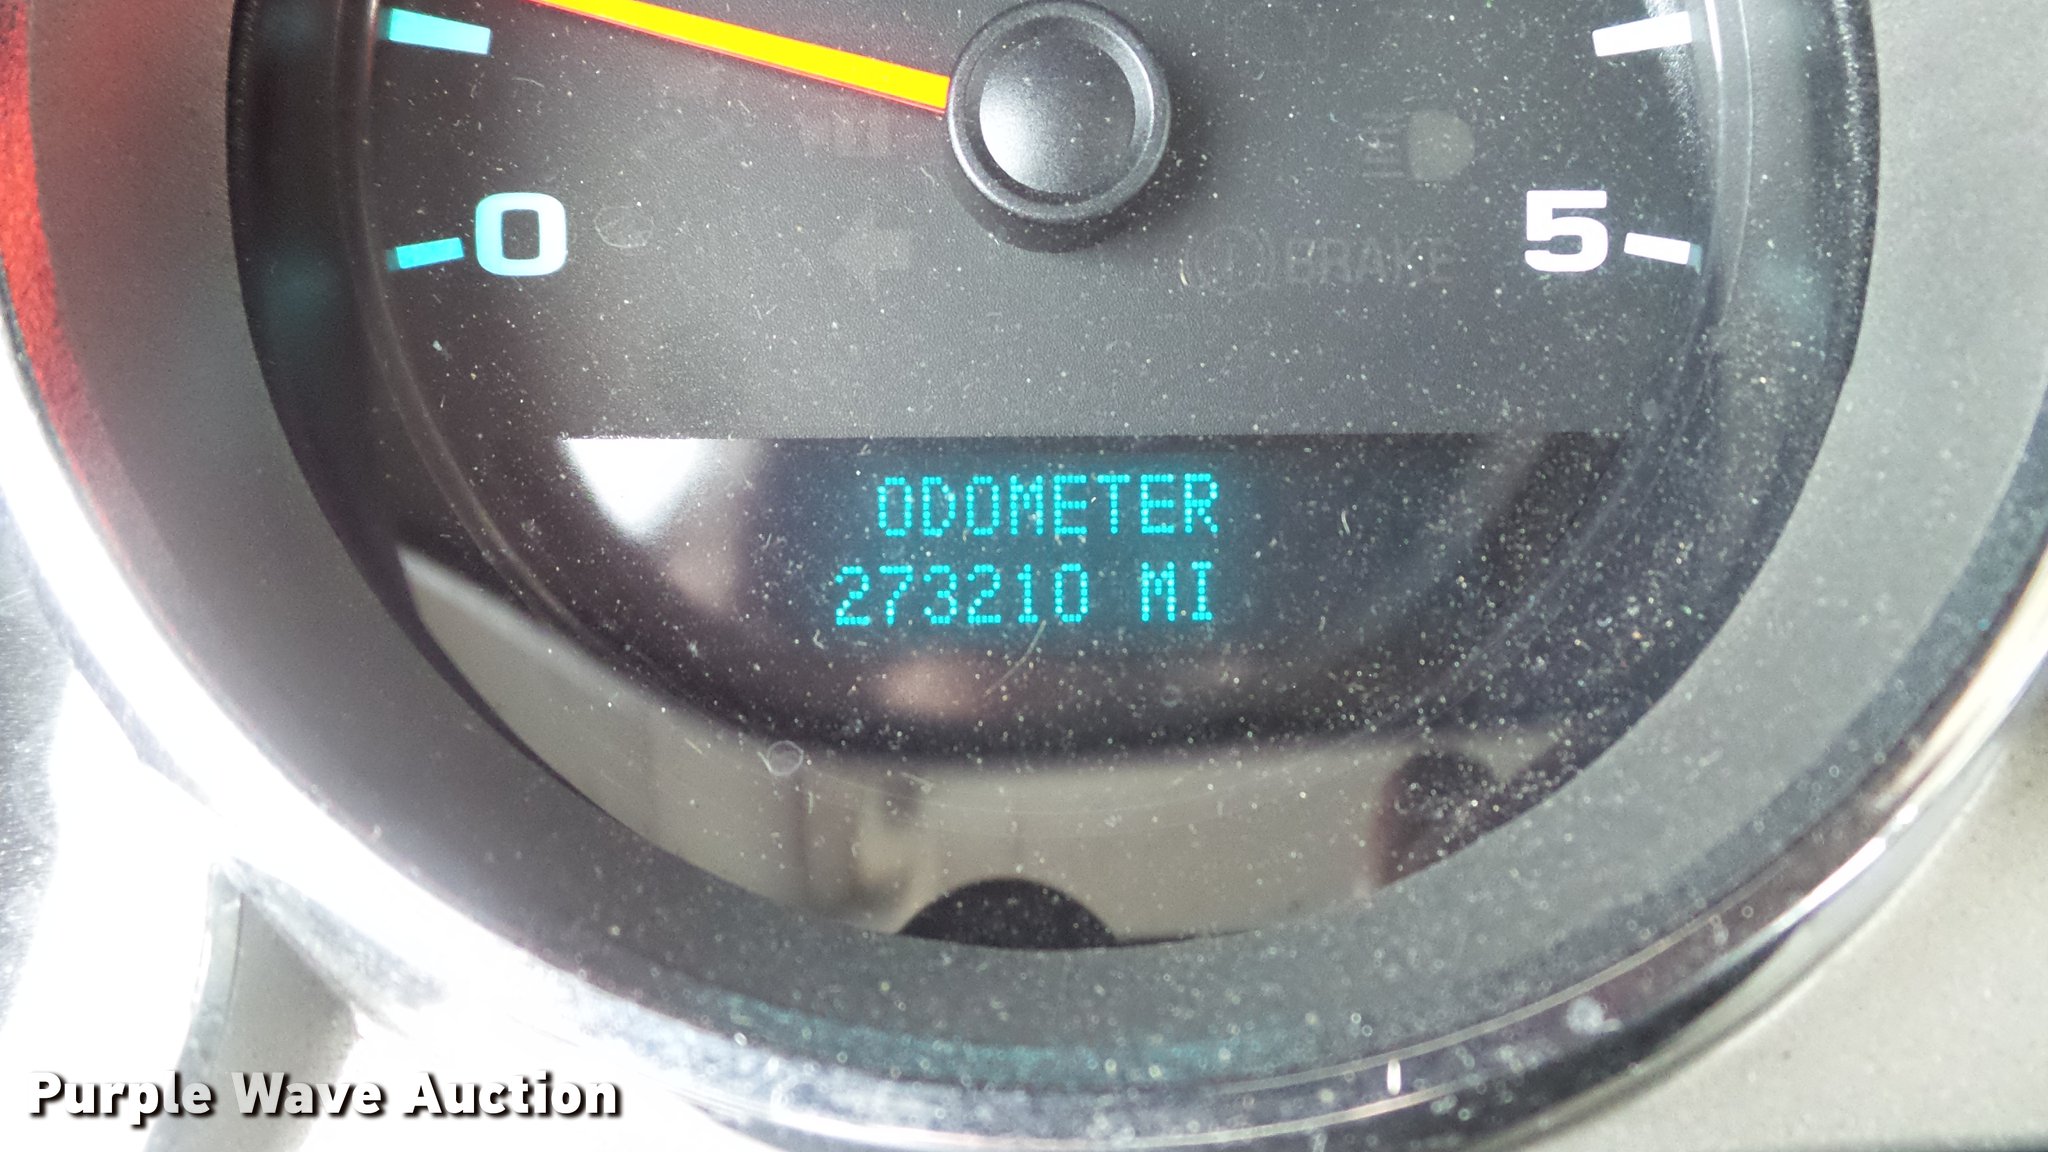 0
5
BRAKE
ODOMETER
273210 MI
Purple Wave Auction